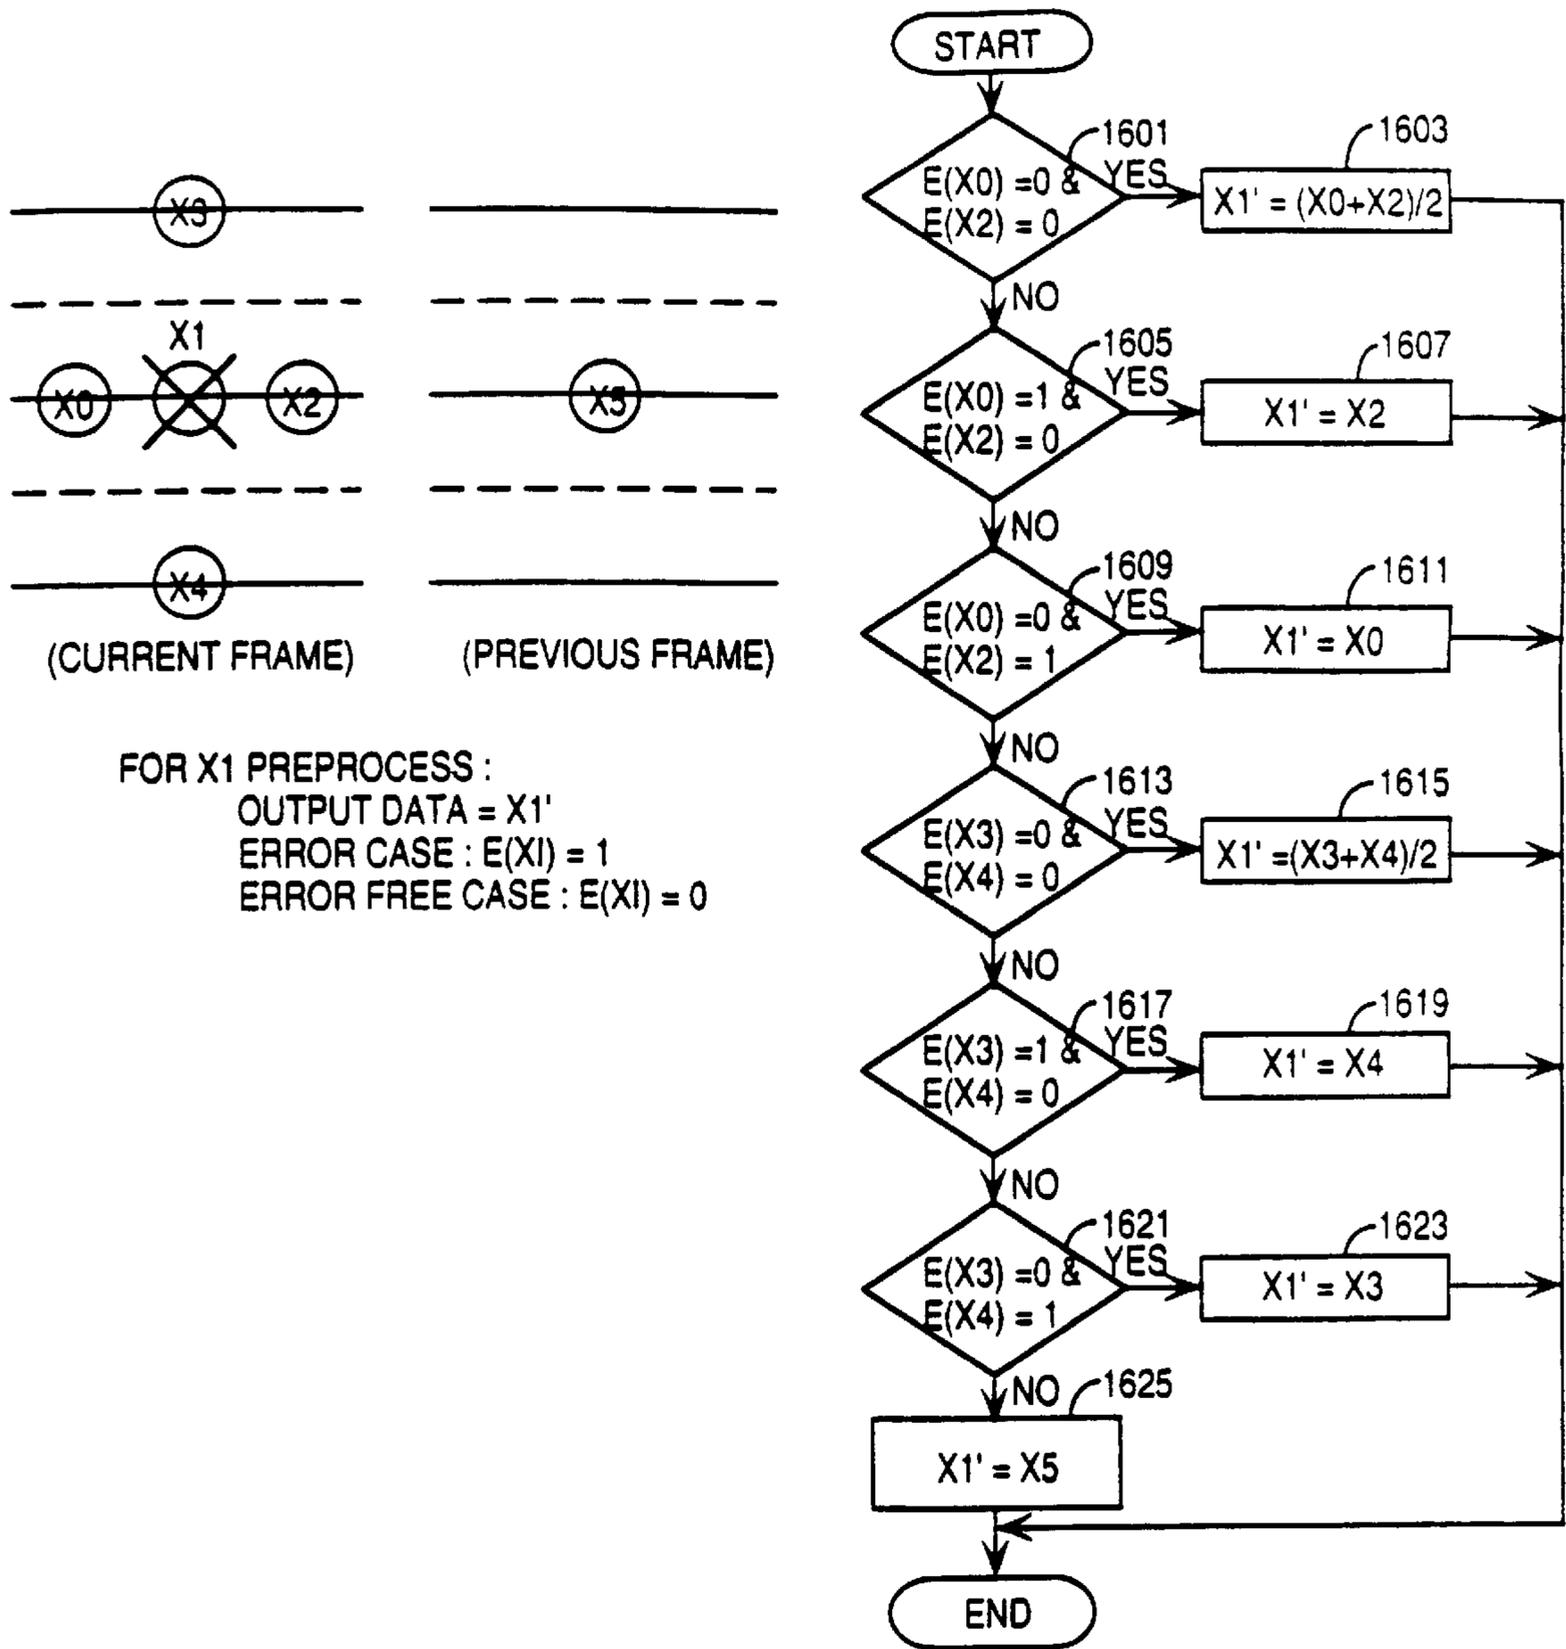 X3
X1
X0
X2
X5
X4
(CURRENT FRAME)
(PREVIOUS FRAME)
FOR X1 PREPROCESS :
OUTPUT DATA = X1'
ERROR CASE : E(XI) = 1
ERROR FREE CASE : E(XI) = 0
START
1601
E(X0) =0 &
E(X2) = 0
YES
1603
X1' = (X0+X2)/2
NO
1605
E(X0) =1 &
E(X2) = 0
YES
1607
X1' = X2
NO
1609
E(X0) =0 &
E(X2) = 1
YES
1611
X1' = X0
NO
1613
E(X3) =0 &
E(X4) = 0
YES
1615
X1' =(X3+X4)/2
NO
1617
E(X3) =1 &
E(X4) = 0
YES
1619
X1' = X4
NO
1621
E(X3) =0 &
E(X4) = 1
YES
1623
X1' = X3
NO
1625
X1' = X5
END